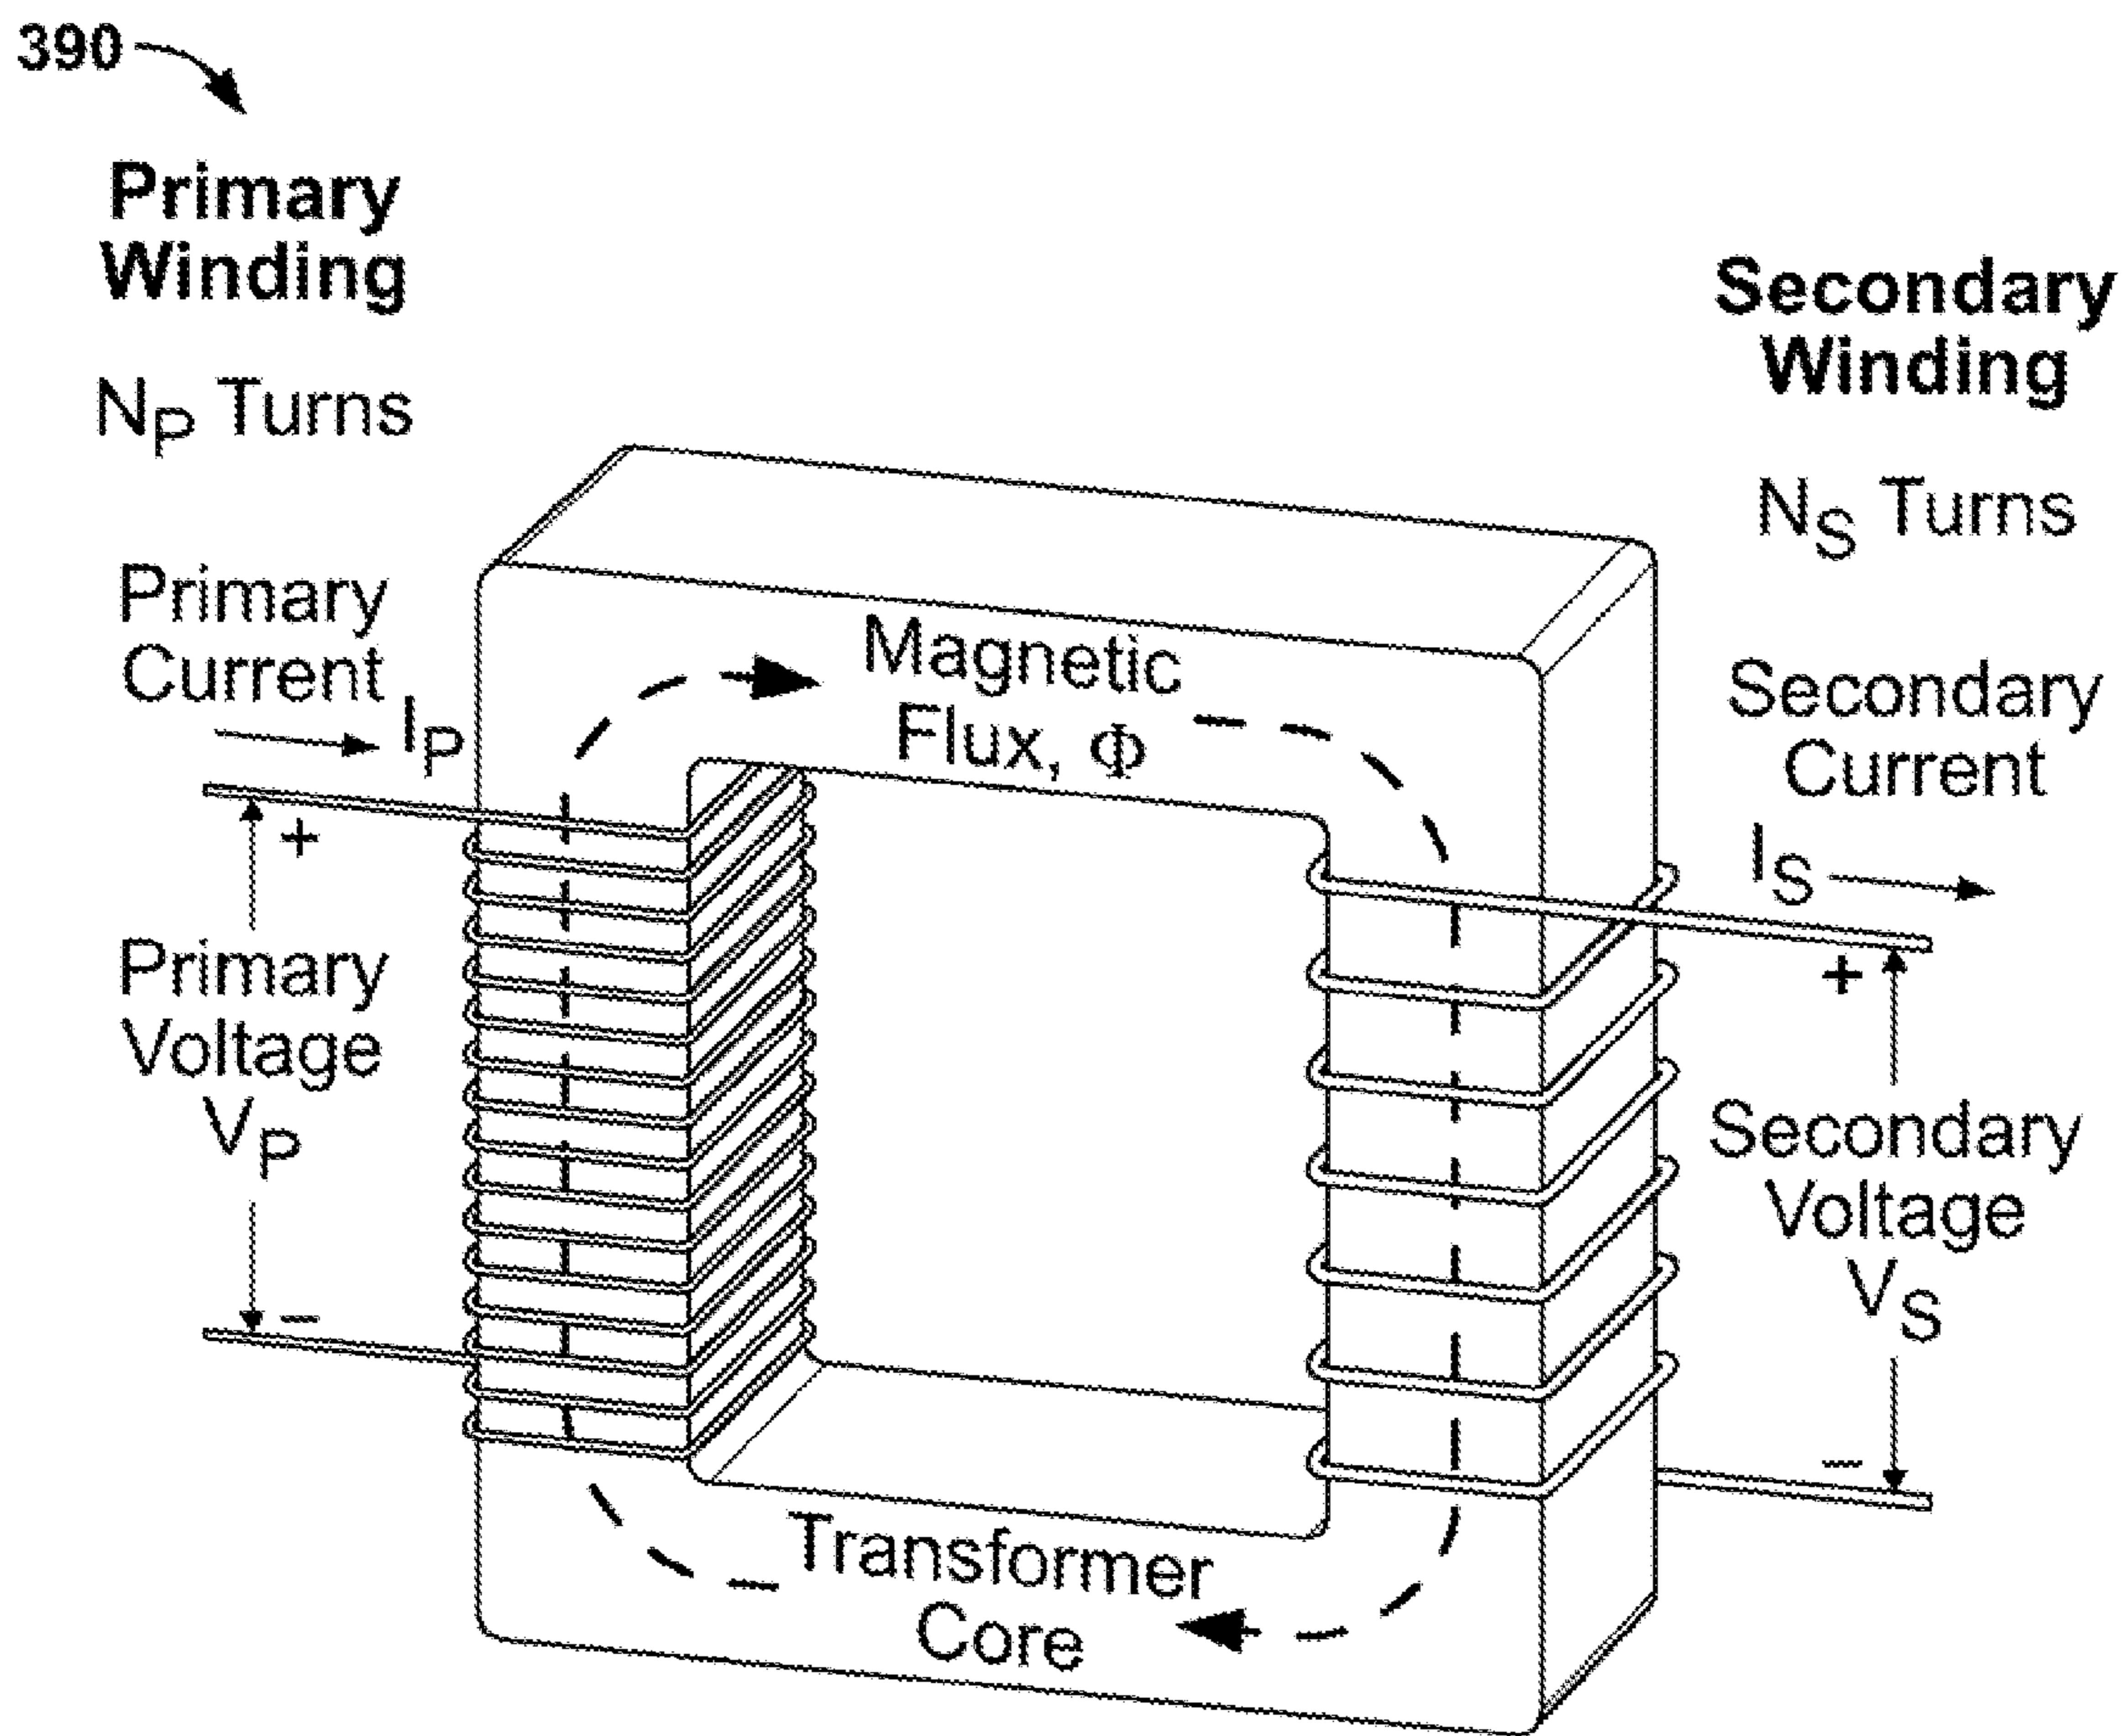 390
Primary
Winding
NP Turns
Primary
Current
IP
+
Primary
Voltage
VP
–
Magnetic
Flux, Φ
Transformer
Core
Secondary
Winding
NS Turns
Secondary
Current
IS
+
Secondary
Voltage
VS
–